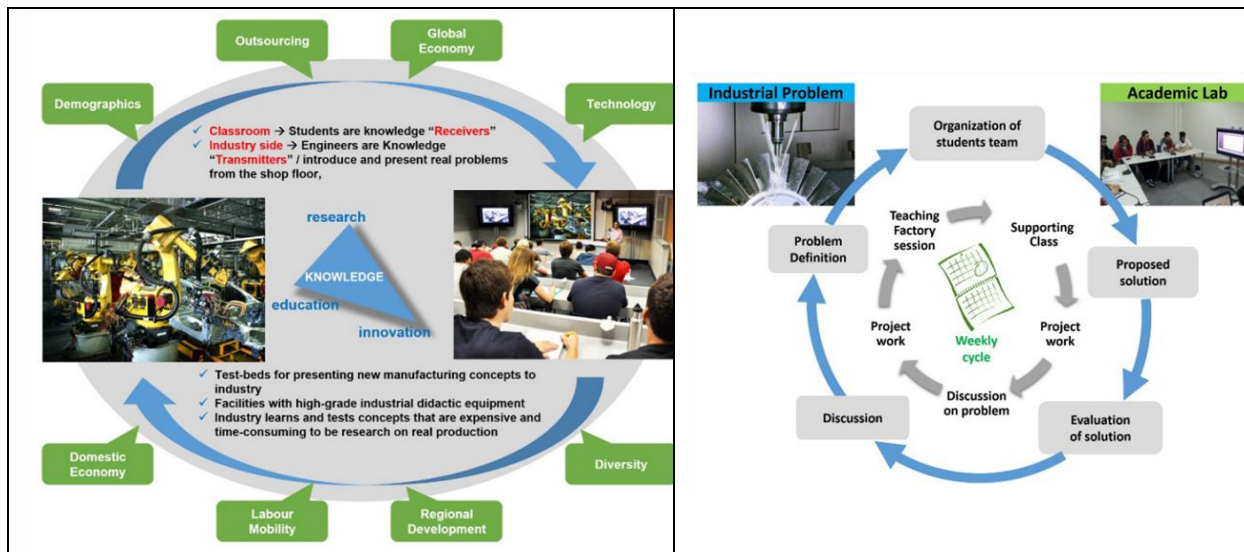 Outsourcing
Global
Economy
Demographics
Technology
✓ Classroom → Students are knowledge “Receivers”
✓ Industry side → Engineers are Knowledge
“Transmitters” / introduce and present real problems
from the shop floor,
research
KNOWLEDGE
education
innovation
✓ Test-beds for presenting new manufacturing concepts to
industry
✓ Facilities with high-grade industrial didactic equipment
✓ Industry learns and tests concepts that are expensive and
time-consuming to be research on real production
Domestic
Economy
Diversity
Labour
Mobility
Regional
Development
Industrial Problem
Academic Lab
Organization of
students team
Teaching
Factory
session
Supporting
Class
Problem
Definition
Proposed
solution
Project
work
Weekly
cycle
Project
work
Discussion
on problem
Discussion
Evaluation
of solution